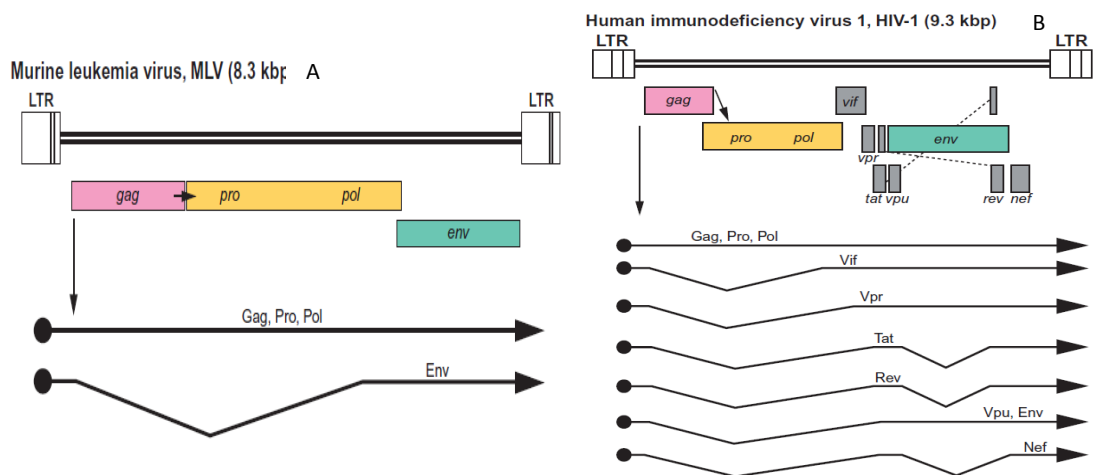 Murine leukemia virus, MLV (8.3 kbp
A
LTR
LTR
gag
pro
pol
env
Gag, Pro, Pol
Env
Human immunodeficiency virus 1, HIV-1 (9.3 kbp)
B
LTR
LTR
gag
vif
pro
pol
env
vpr
tat vpu
rev
nef
Gag, Pro, Pol
Vif
Vpr
Tat
Rev
Vpu, Env
Nef